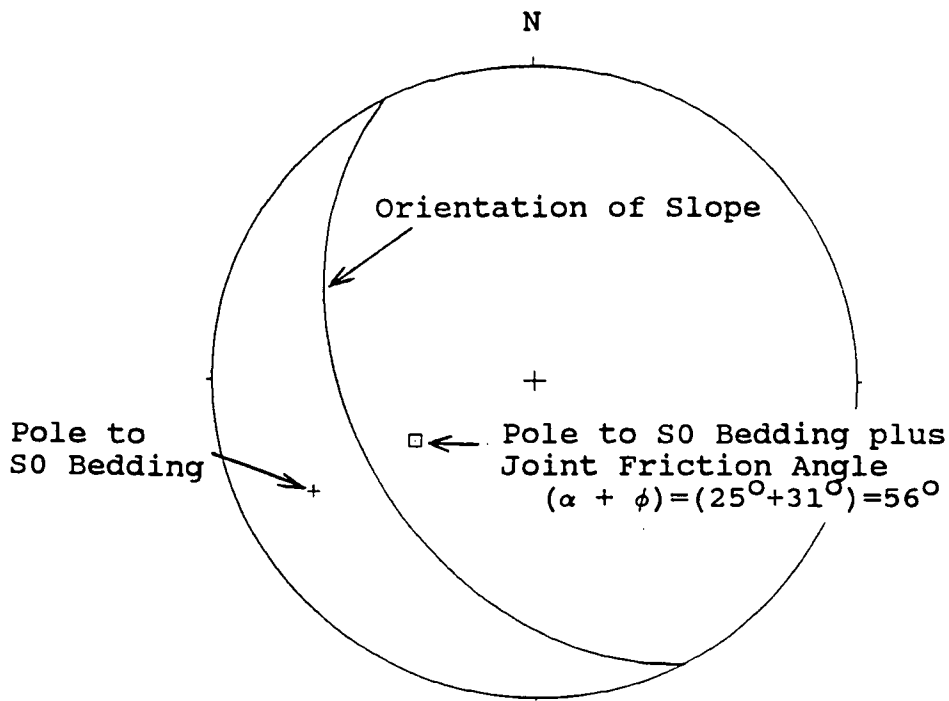 N
Orientation of Slope
Pole to
S0 Bedding
Pole to S0 Bedding plus
Joint Friction Angle
(α + ϕ)=(25°+31°)=56°